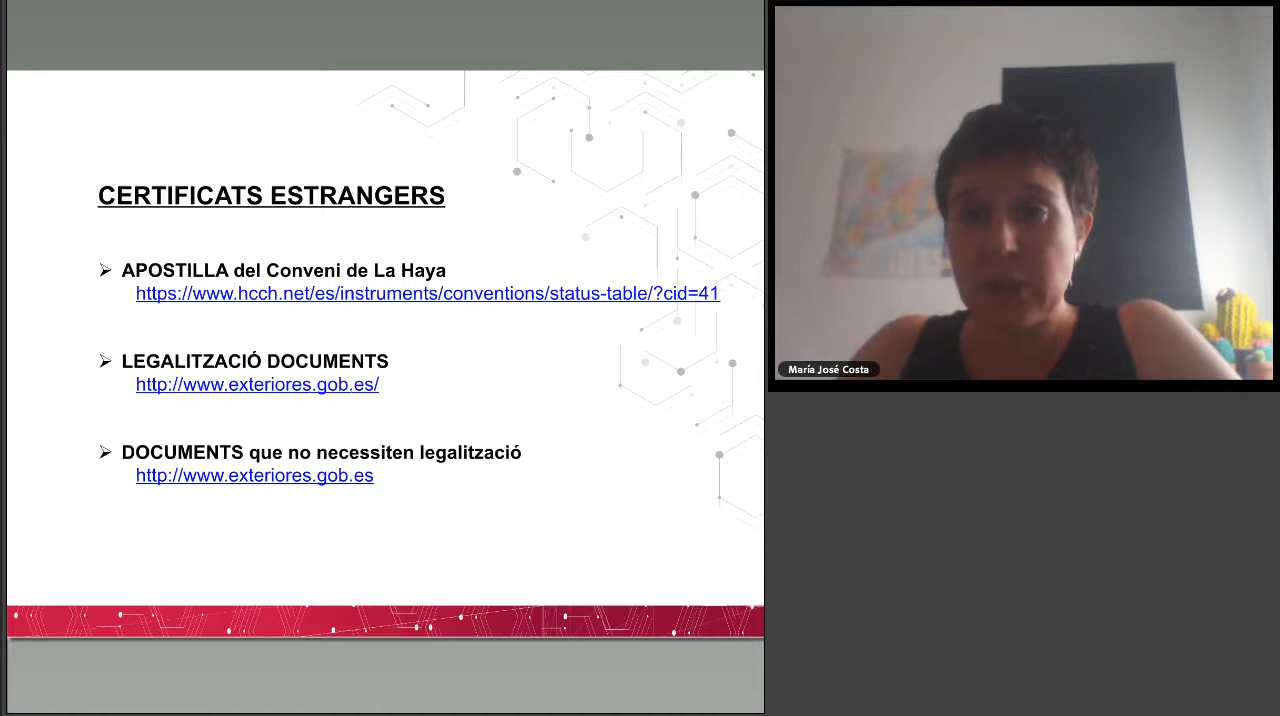 CERTIFICATS ESTRANGERS
➢ APOSTILLA del Conveni de La Haya
https://www.hcch.net/es/instruments/conventions/status-table/?cid=41
➢ LEGALITZACIÓ DOCUMENTS
http://www.exteriores.gob.es/
➢ DOCUMENTS que no necessiten legalització
http://www.exteriores.gob.es
María José Costa